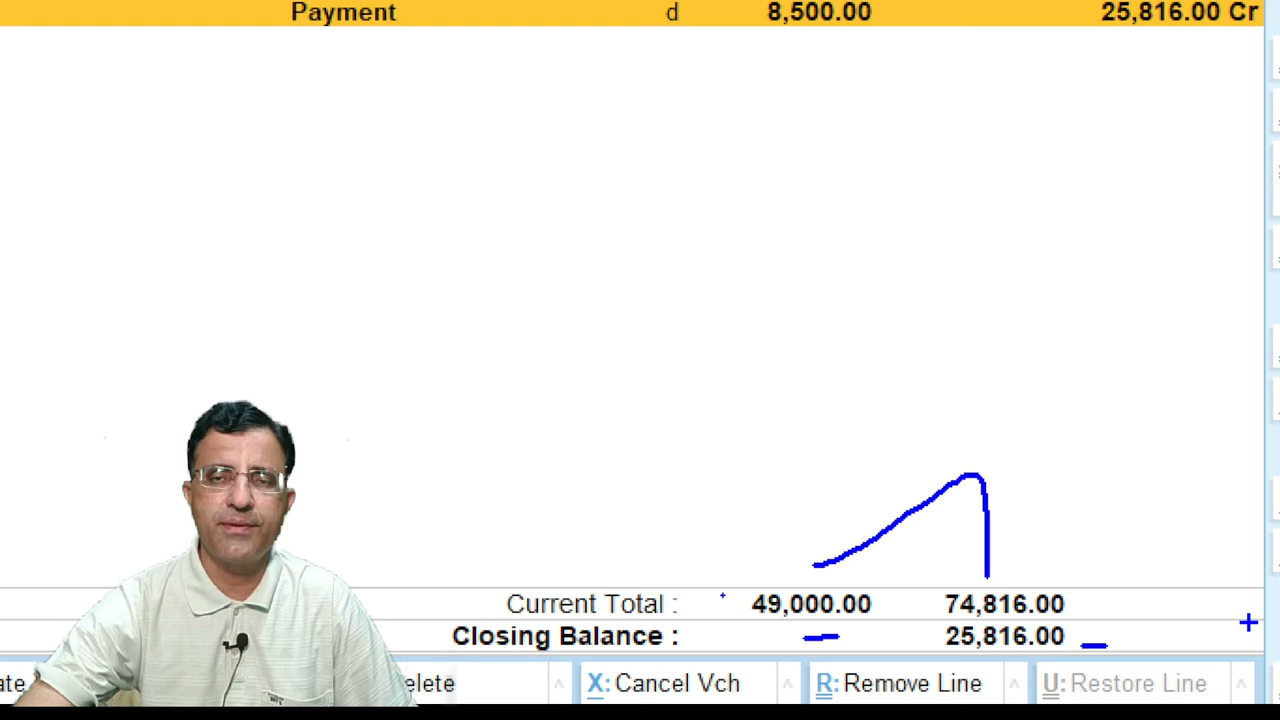 Payment d 8,500.00 25,816.00 Cr
Current Total : 49,000.00 74,816.00
Closing Balance : 25,816.00
ate elete ^ X: Cancel Vch ^ R: Remove Line ^ U: Restore Line ^